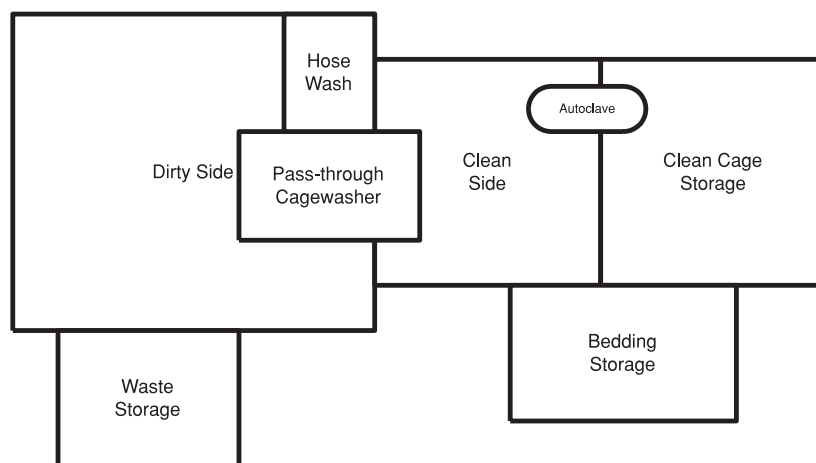 Hose
Wash
Autoclave
Dirty Side
Pass-through
Cagewasher
Clean
Side
Clean Cage
Storage
Bedding
Storage
Waste
Storage